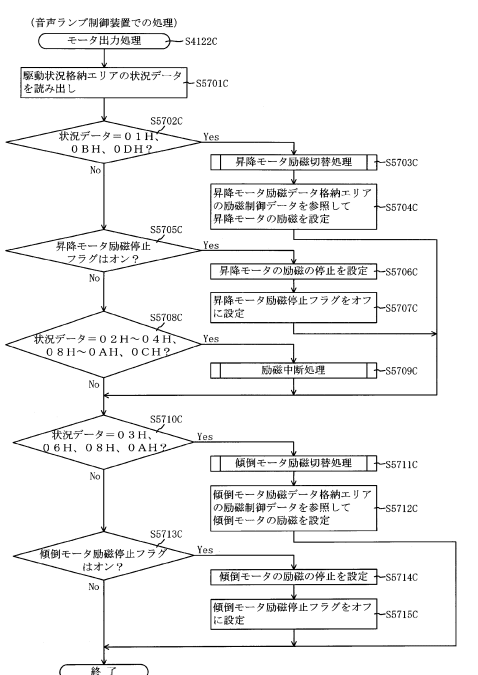 (音声ランプ制御装置での処理)
モータ出力処理
S4122C
駆動状況格納エリアの状況データ
を読み出し
S5701C
S5702C
状況データ=01H、
0BH、0DH?
Yes
No
昇降モータ励磁切替処理
S5703C
昇降モータ励磁データ格納エリア
の励磁制御データを参照して
昇降モータの励磁を設定
S5704C
S5705C
昇降モータ励磁停止
フラグはオン?
Yes
No
昇降モータの励磁の停止を設定
S5706C
昇降モータ励磁停止フラグをオフ
に設定
S5707C
S5708C
状況データ=02H~04H、
08H~0AH、0CH?
Yes
No
励磁中断処理
S5709C
S5710C
状況データ=03H、
06H、08H、0AH?
Yes
No
傾倒モータ励磁切替処理
S5711C
傾倒モータ励磁データ格納エリア
の励磁制御データを参照して
傾倒モータの励磁を設定
S5712C
S5713C
傾倒モータ励磁停止フラグ
はオン?
Yes
No
傾倒モータの励磁の停止を設定
S5714C
傾倒モータ励磁停止フラグをオフ
に設定
S5715C
終了